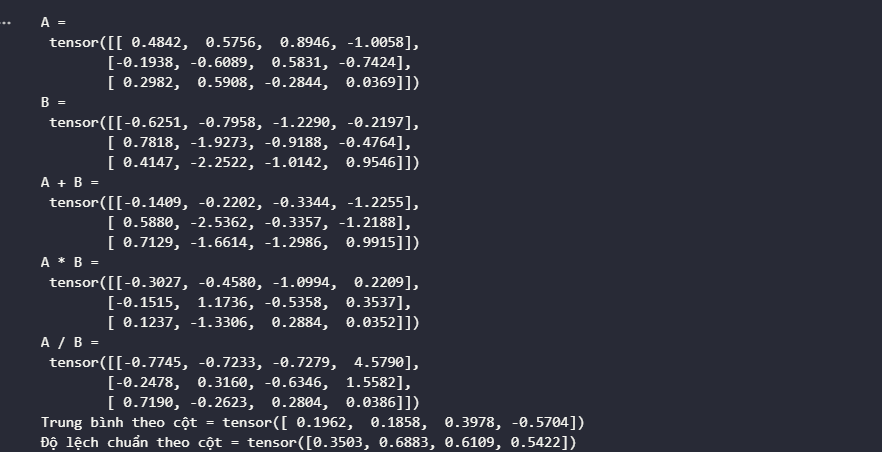 A =
 tensor([[ 0.4842,  0.5756,  0.8946, -1.0058],
        [-0.1938, -0.6089,  0.5831, -0.7424],
        [ 0.2982,  0.5908, -0.2844,  0.0369]])
B =
 tensor([[-0.6251, -0.7958, -1.2290, -0.2197],
        [ 0.7818, -1.9273, -0.9188, -0.4764],
        [ 0.4147, -2.2522, -1.0142,  0.9546]])
A + B =
 tensor([[-0.1409, -0.2202, -0.3344, -1.2255],
        [ 0.5880, -2.5362, -0.3357, -1.2188],
        [ 0.7129, -1.6614, -1.2986,  0.9915]])
A * B =
 tensor([[-0.3027, -0.4580, -1.0994,  0.2209],
        [-0.1515,  1.1736, -0.5358,  0.3537],
        [ 0.1237, -1.3306,  0.2884,  0.0352]])
A / B =
 tensor([[-0.7745, -0.7233, -0.7279,  4.5790],
        [-0.2478,  0.3160, -0.6346,  1.5582],
        [ 0.7190, -0.2623,  0.2804,  0.0386]])
Trung bình theo cột = tensor([ 0.1962,  0.1858,  0.3978, -0.5704])
Độ lệch chuẩn theo cột = tensor([0.3503, 0.6883, 0.6109, 0.5422])